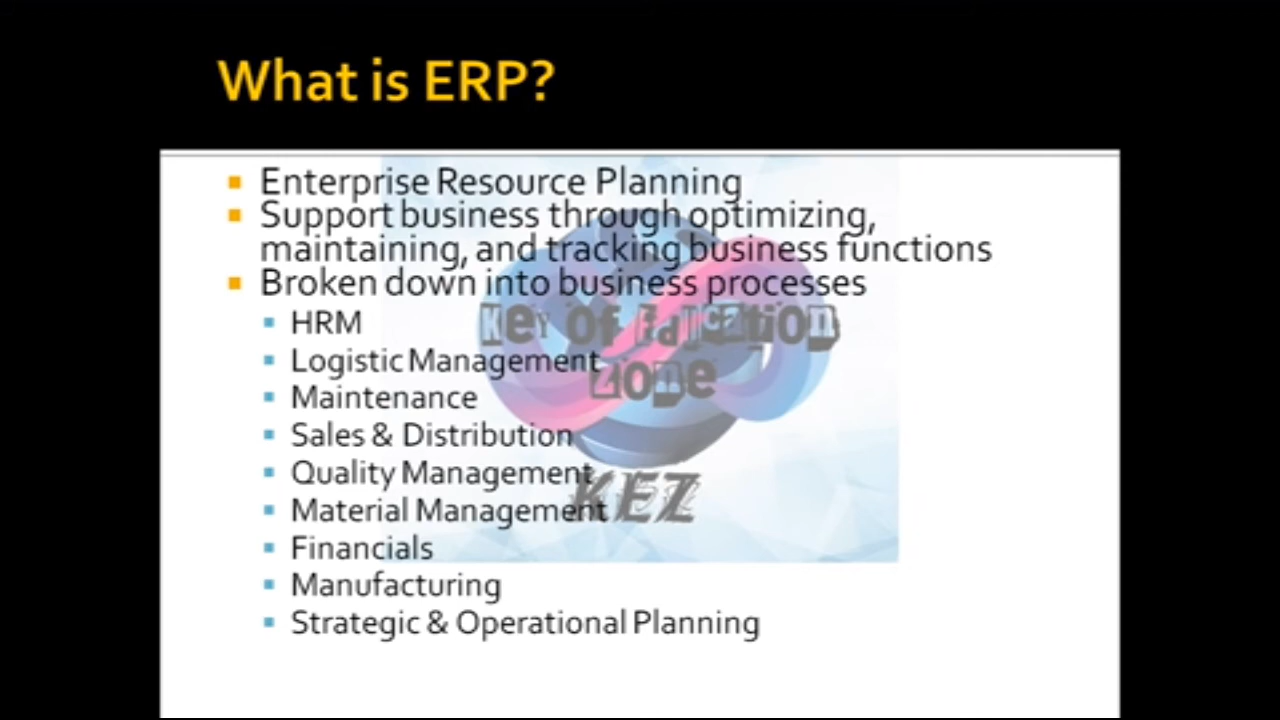 What is ERP?
Enterprise Resource Planning
Support business through optimizing,
maintaining, and tracking business functions
Broken down into business processes
HRM
Logistic Management
Maintenance
Sales & Distribution
Quality Management
Material Management
Financials
Manufacturing
Strategic & Operational Planning
Key Of Education
Zone
KEZ